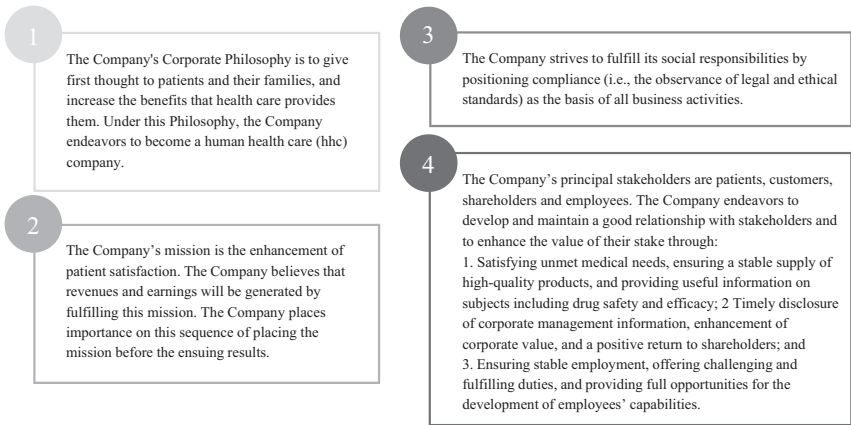 1
The Company's Corporate Philosophy is to give
first thought to patients and their families, and
increase the benefits that health care provides
them. Under this Philosophy, the Company
endeavors to become a human health care (hhc)
company.
2
The Company’s mission is the enhancement of
patient satisfaction. The Company believes that
revenues and earnings will be generated by
fulfilling this mission. The Company places
importance on this sequence of placing the
mission before the ensuing results.
3
The Company strives to fulfill its social responsibilities by
positioning compliance (i.e., the observance of legal and ethical
standards) as the basis of all business activities.
4
The Company’s principal stakeholders are patients, customers,
shareholders and employees. The Company endeavors to
develop and maintain a good relationship with stakeholders and
to enhance the value of their stake through:
1. Satisfying unmet medical needs, ensuring a stable supply of
high-quality products, and providing useful information on
subjects including drug safety and efficacy; 2 Timely disclosure
of corporate management information, enhancement of
corporate value, and a positive return to shareholders; and
3. Ensuring stable employment, offering challenging and
fulfilling duties, and providing full opportunities for the
development of employees’ capabilities.